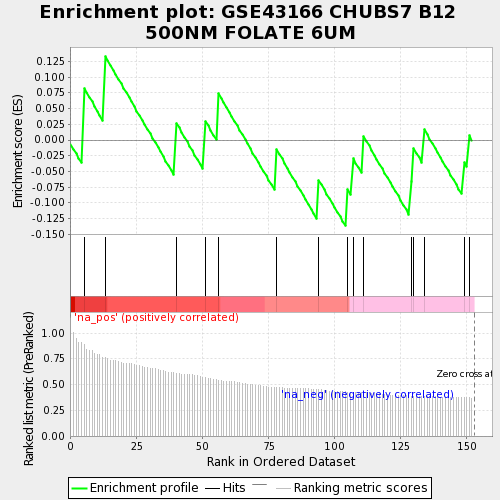 Enrichment plot: GSE43166 CHUBS7 B12
500NM FOLATE 6UM
Enrichment score (ES)
0.125
0.100
0.075
0.050
0.025
0.000
-0.025
-0.050
-0.075
-0.100
-0.125
-0.150
'na_pos' (positively correlated)
Ranked list metric (PreRanked)
1.00
0.75
0.50
0.25
0.00
Zero cross at
'na_neg' (negatively correlated)
0 25 50 75 100 125 150
Rank in Ordered Dataset
Enrichment profile Hits Ranking metric scores